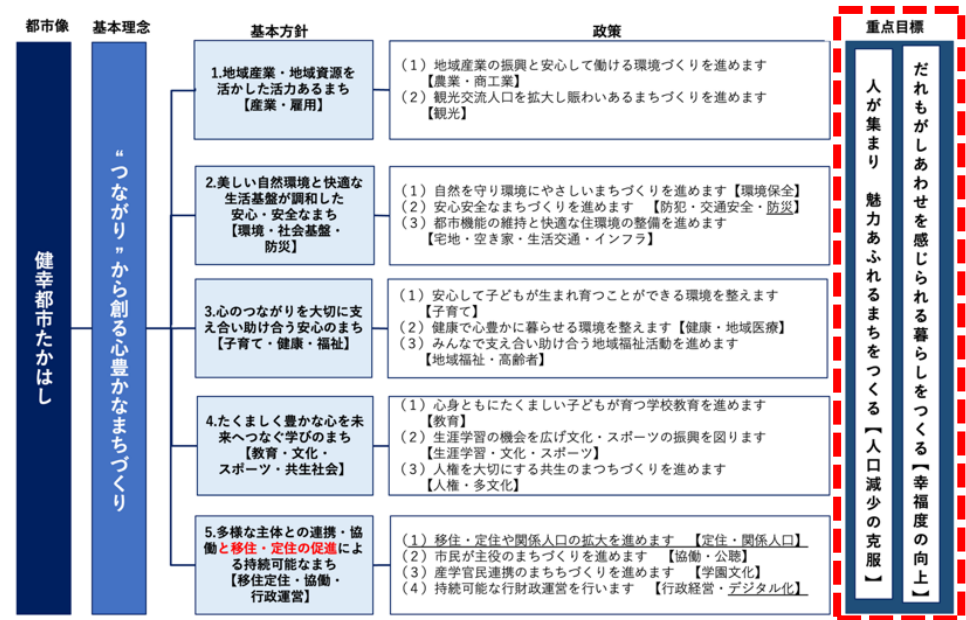 都市像
基本理念
基本方針
政策
重点目標
健幸都市たかはし
“つながり”から創る心豊かなまちづくり
1.地域産業・地域資源を
活かした活力あるまち
【産業・雇用】
（1）地域産業の振興と安心して働ける環境づくりを進めます
【農業・商工業】
（2）観光交流人口を拡大し賑わいあるまちづくりを進めます
【観光】
2.美しい自然環境と快適な
生活基盤が調和した
安心・安全なまち
【環境・社会基盤・
防災】
（1）自然を守り環境にやさしいまちづくりを進めます【環境保全】
（2）安心安全なまちづくりを進めます　【防犯・交通安全・防災】
（3）都市機能の維持と快適な住環境の整備を進めます
【宅地・空き家・生活交通・インフラ】
3.心のつながりを大切に支
え合い助け合う安心のまち
【子育て・健康・福祉】
（1）安心して子どもが生まれ育つことができる環境を整えます
【子育て】
（2）健康で心豊かに暮らせる環境を整えます【健康・地域医療】
（3）みんなで支え合い助け合う地域福祉活動を進めます
【地域福祉・高齢者】
4.たくましく豊かな心を未
来へつなぐ学びのまち
【教育・文化・
スポーツ・共生社会】
（1）心身ともにたくましい子どもが育つ学校教育を進めます
【教育】
（2）生涯学習の機会を広げ文化・スポーツの振興を図ります
【生涯学習・文化・スポーツ】
（3）人権を大切にする共生のまつちづくりを進めます
【人権・多文化】
5.多様な主体との連携・協
働と移住・定住の促進によ
る持続可能なまち
【移住定住・協働・
行政運営】
（1）移住・定住や関係人口の拡大を進めます　【定住・関係人口】
（2）市民が主役のまちづくりを進めます　【協働・公聴】
（3）産学官民連携のまちちづくりを進めます　【学園文化】
（4）持続可能な行財政運営を行います　【行政経営・デジタル化】
だれもがしあわせを感じられる暮らしをつくる【幸福度の向上】
人が集まり　魅力あふれるまちをつくる【人口減少の克服】